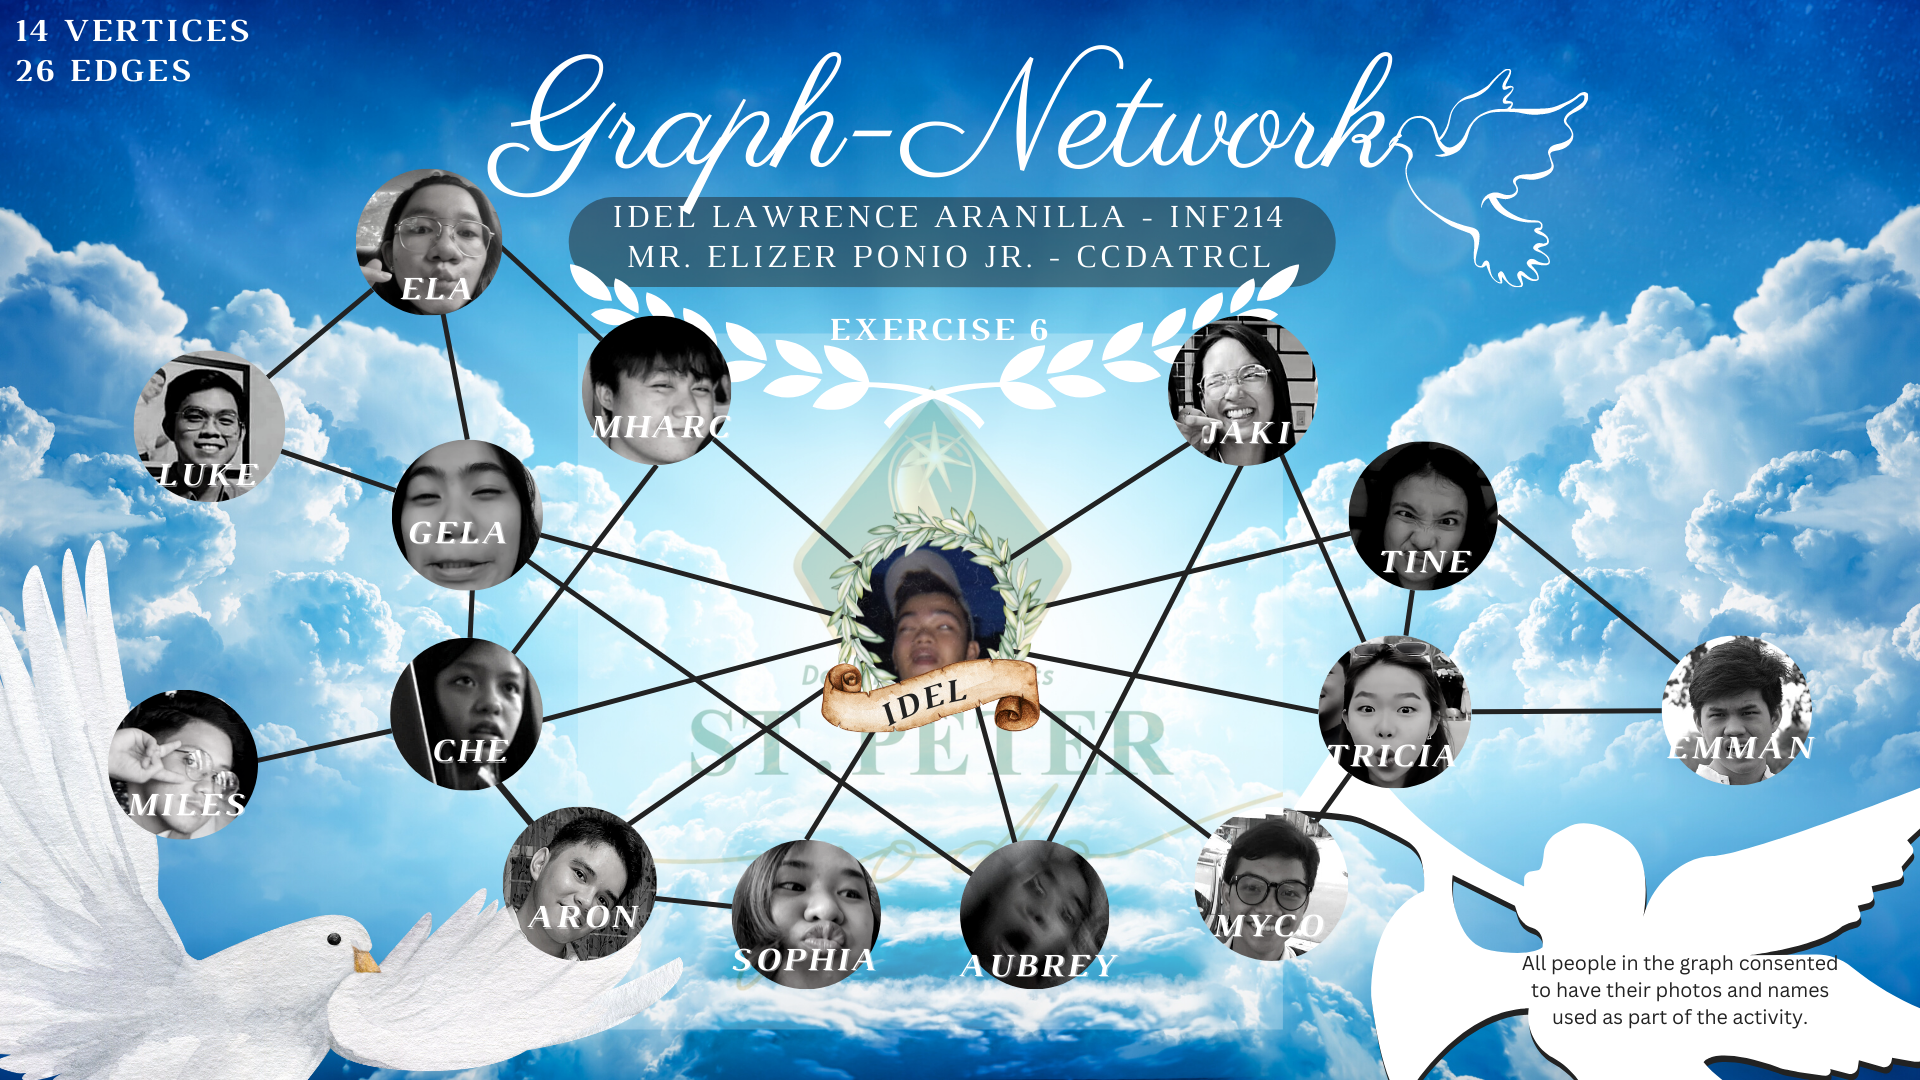 14 VERTICES
26 EDGES
Graph-Network
IDEL LAWRENCE ARANILLA - INF214
MR. ELIZER PONIO JR. - CCDATRCL
EXERCISE 6
ELA
MHARC
JAKI
LUKE
GELA
TINE
IDEL
ST. PETER
CHE
TRICIA
EMMAN
MILES
ARON
SOPHIA
AUBREY
MYCO
All people in the graph consented
to have their photos and names
used as part of the activity.